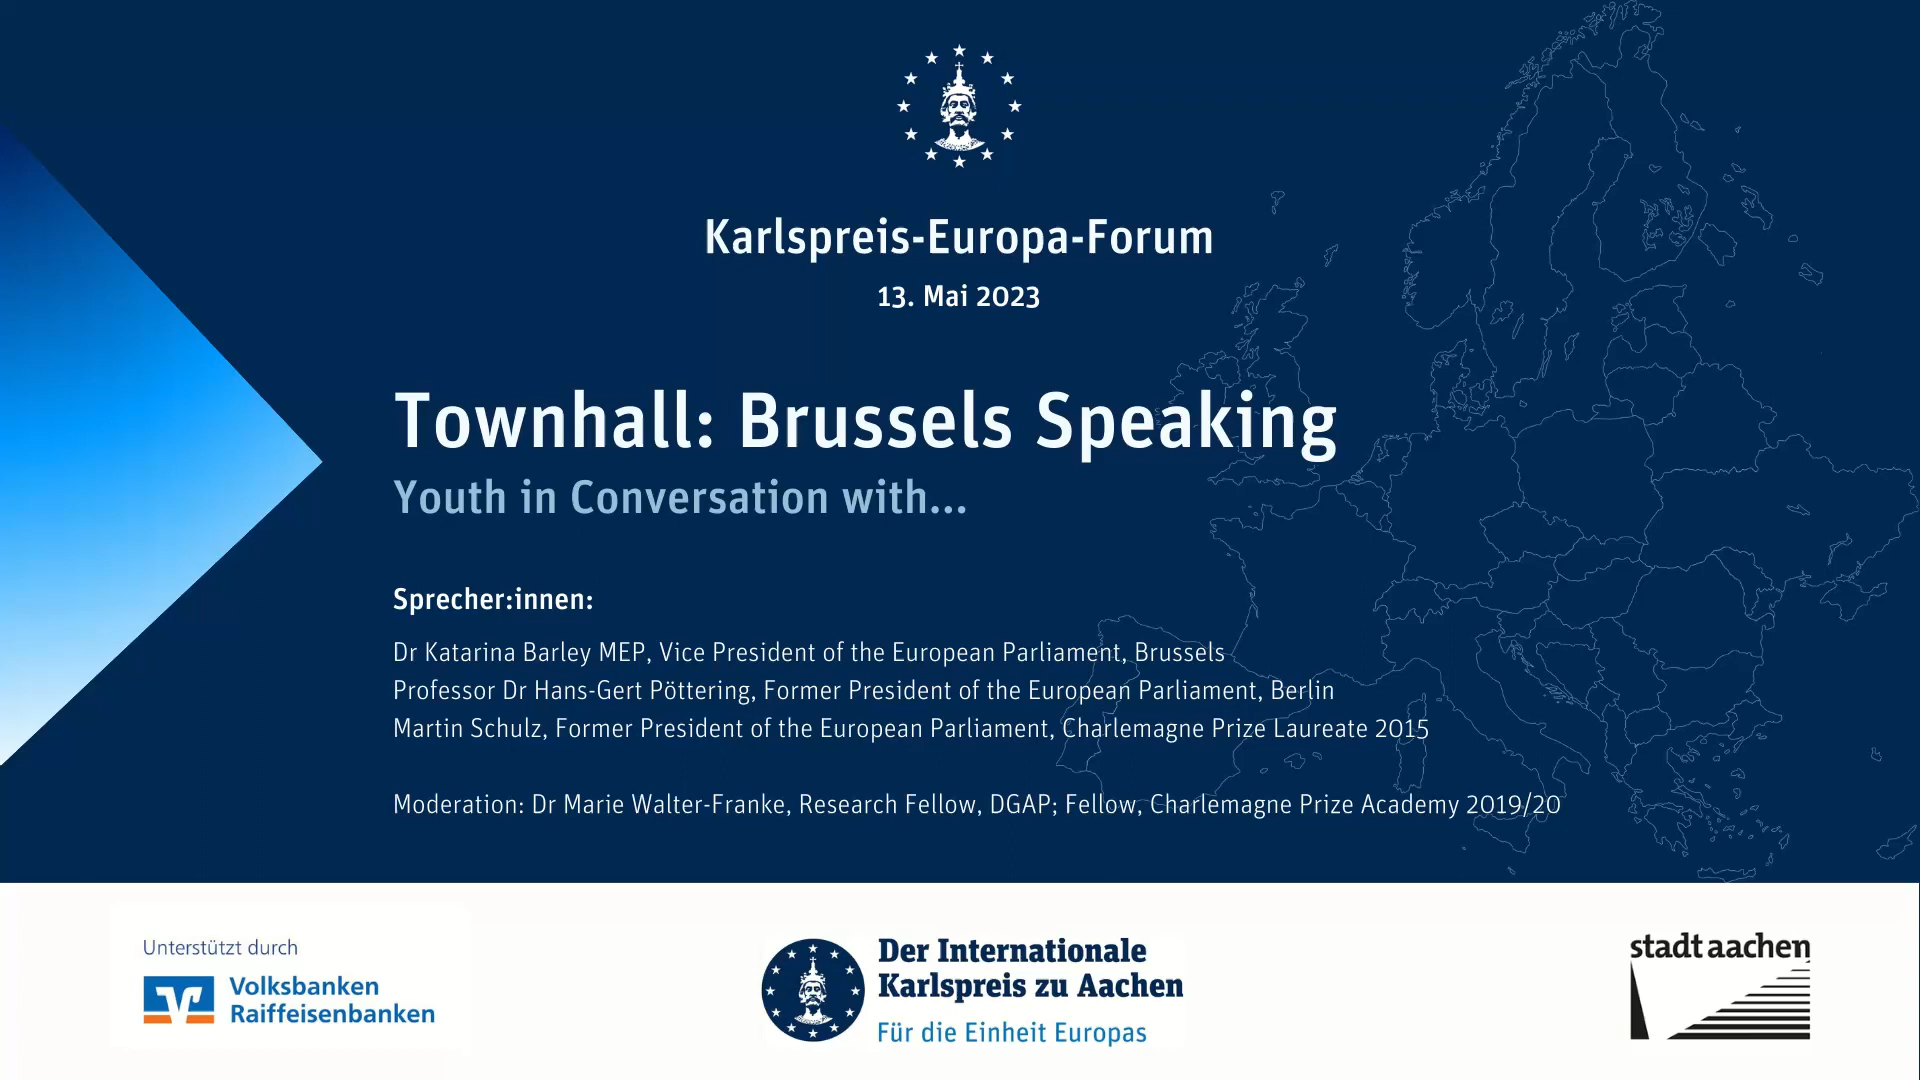 Karlspreis-Europa-Forum
13. Mai 2023
Townhall: Brussels Speaking
Youth in Conversation with...
Sprecher:innen:
Dr Katarina Barley MEP, Vice President of the European Parliament, Brussels
Professor Dr Hans-Gert Pöttering, Former President of the European Parliament, Berlin
Martin Schulz, Former President of the European Parliament, Charlemagne Prize Laureate 2015
Moderation: Dr Marie Walter-Franke, Research Fellow, DGAP; Fellow, Charlemagne Prize Academy 2019/20
Unterstützt durch
Volksbanken
Raiffeisenbanken
Der Internationale
Karlspreis zu Aachen
Für die Einheit Europas
stadt aachen